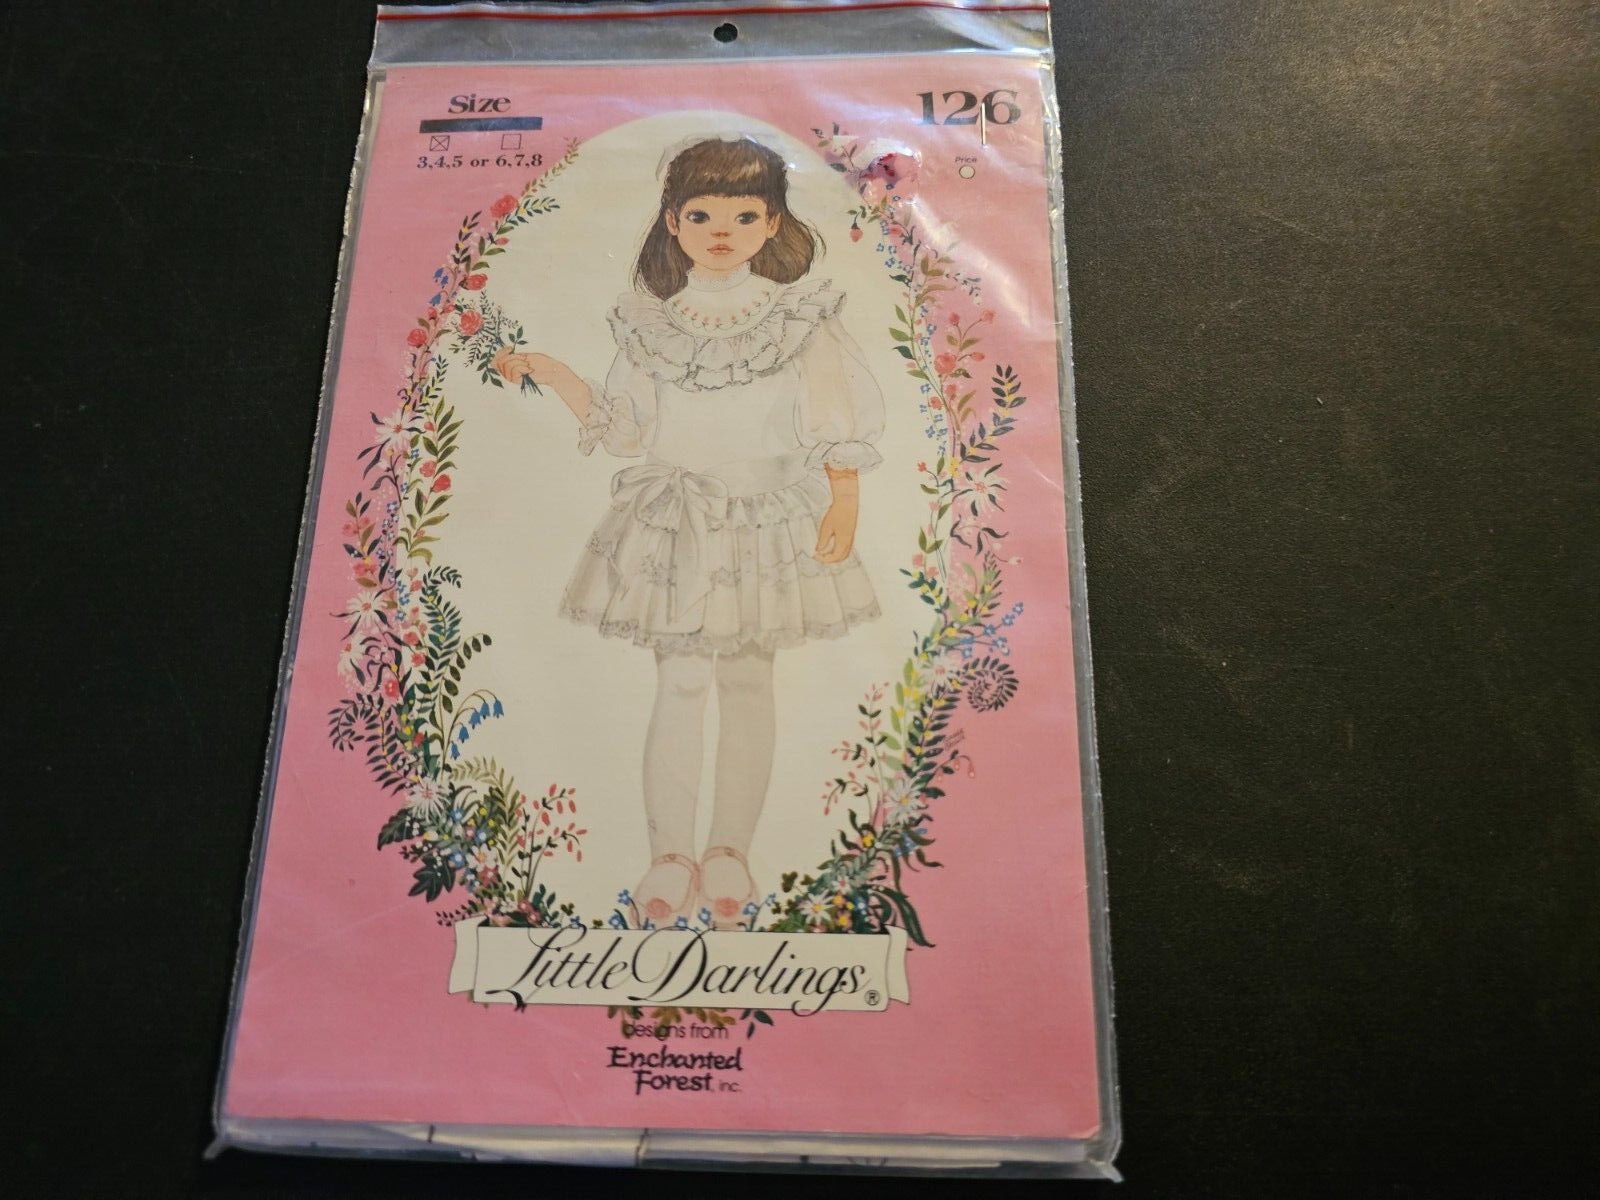 Size
126
3,4,5 or 6,7,8
Price
Little Darlings ®
designs from
Enchanted
Forest, inc.